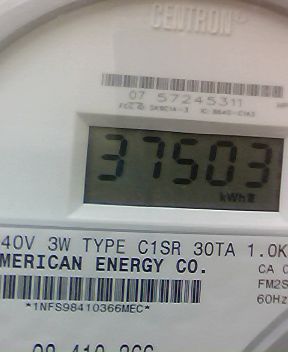 CENTRON®
07 57245311
37503
kWh
40V 3W TYPE C1SR 30TA 1.0K
MERICAN ENERGY CO.
CA 0
FM2S
60Hz
*1NFS98410366MEC*